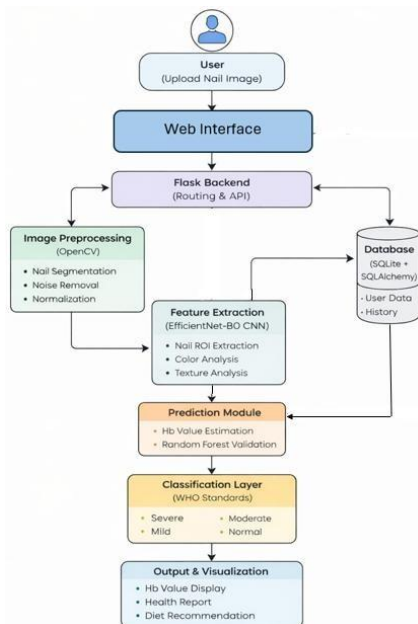 User
(Upload Nail Image)
Web Interface
Flask Backend
(Routing & API)
Image Preprocessing
(OpenCV)
• Nail Segmentation
• Noise Removal
• Normalization
Database
(SQLite +
SQLAlchemy)
• User Data
• History
Feature Extraction
(EfficientNet-BO CNN)
• Nail ROI Extraction
• Color Analysis
• Texture Analysis
Prediction Module
• Hb Value Estimation
• Random Forest Validation
Classification Layer
(WHO Standards)
• Severe • Moderate
• Mild • Normal
Output & Visualization
• Hb Value Display
• Health Report
• Diet Recommendation